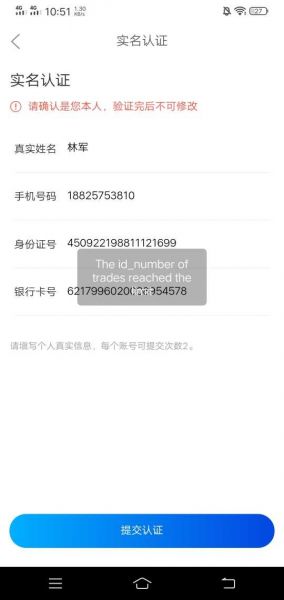 4G 4G 10:51 1.30 KB/s 27
实名认证
实名认证
请确认是您本人，验证完后不可修改
真实姓名 林军
手机号码 18825753810
身份证号 450922198811121699
The id_number of
trades reached the
银行卡号
请填写个人真实信息，每个账号可提交次数2。
提交认证